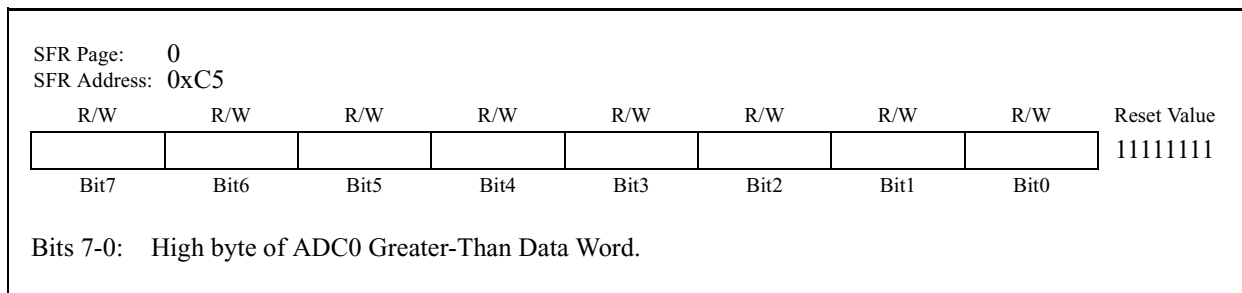 SFR Page: 0
SFR Address: 0xC5
R/W R/W R/W R/W R/W R/W R/W R/W Reset Value
11111111
Bit7 Bit6 Bit5 Bit4 Bit3 Bit2 Bit1 Bit0
Bits 7-0: High byte of ADC0 Greater-Than Data Word.